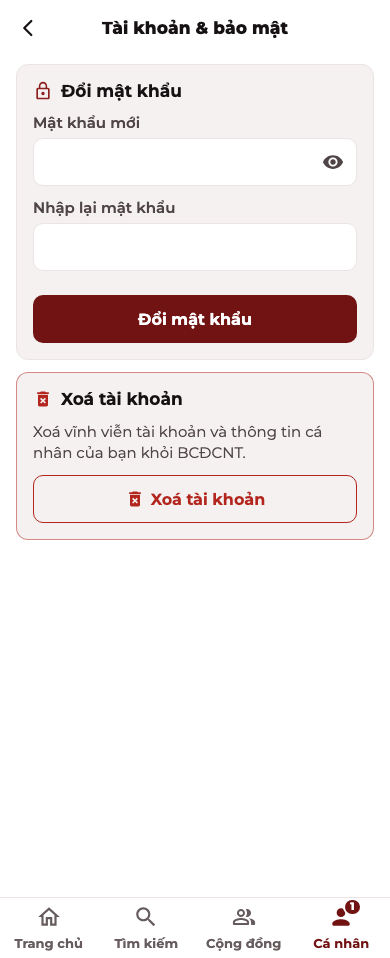 Tài khoản & bảo mật
Đổi mật khẩu
Mật khẩu mới
Nhập lại mật khẩu
Đổi mật khẩu
Xoá tài khoản
Xoá vĩnh viễn tài khoản và thông tin cá
nhân của bạn khỏi BCĐCNT.
Xoá tài khoản
1
Trang chủ Tìm kiếm Cộng đồng Cá nhân